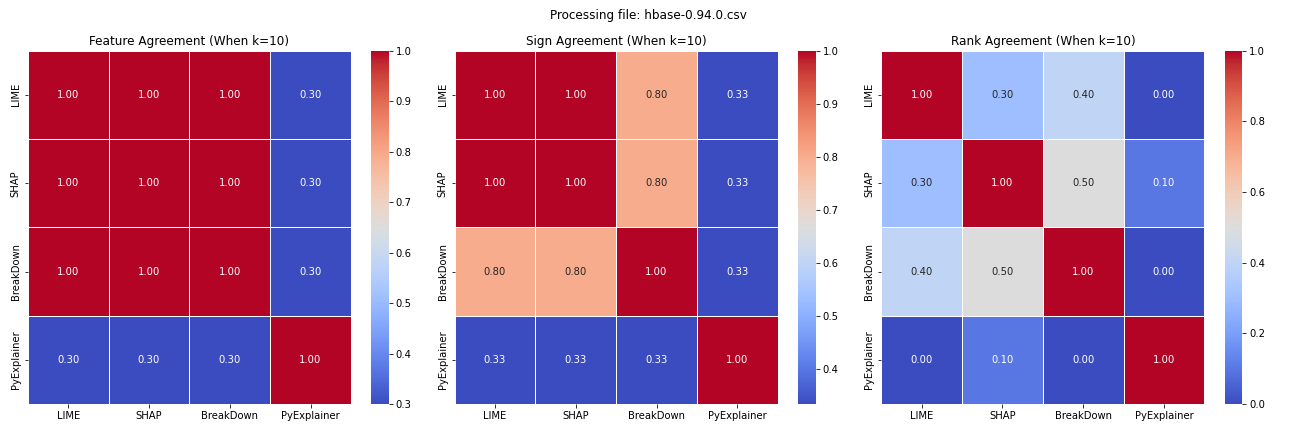 Processing file: hbase-0.94.0.csv
Feature Agreement (When k=10)
LIME 1.00 1.00 1.00 0.30
SHAP 1.00 1.00 1.00 0.30
BreakDown 1.00 1.00 1.00 0.30
PyExplainer 0.30 0.30 0.30 1.00
LIME SHAP BreakDown PyExplainer
1.0
0.9
0.8
0.7
0.6
0.5
0.4
0.3
Sign Agreement (When k=10)
LIME 1.00 1.00 0.80 0.33
SHAP 1.00 1.00 0.80 0.33
BreakDown 0.80 0.80 1.00 0.33
PyExplainer 0.33 0.33 0.33 1.00
LIME SHAP BreakDown PyExplainer
1.0
0.9
0.8
0.7
0.6
0.5
0.4
Rank Agreement (When k=10)
LIME 1.00 0.30 0.40 0.00
SHAP 0.30 1.00 0.50 0.10
BreakDown 0.40 0.50 1.00 0.00
PyExplainer 0.00 0.10 0.00 1.00
LIME SHAP BreakDown PyExplainer
1.0
0.8
0.6
0.4
0.2
0.0